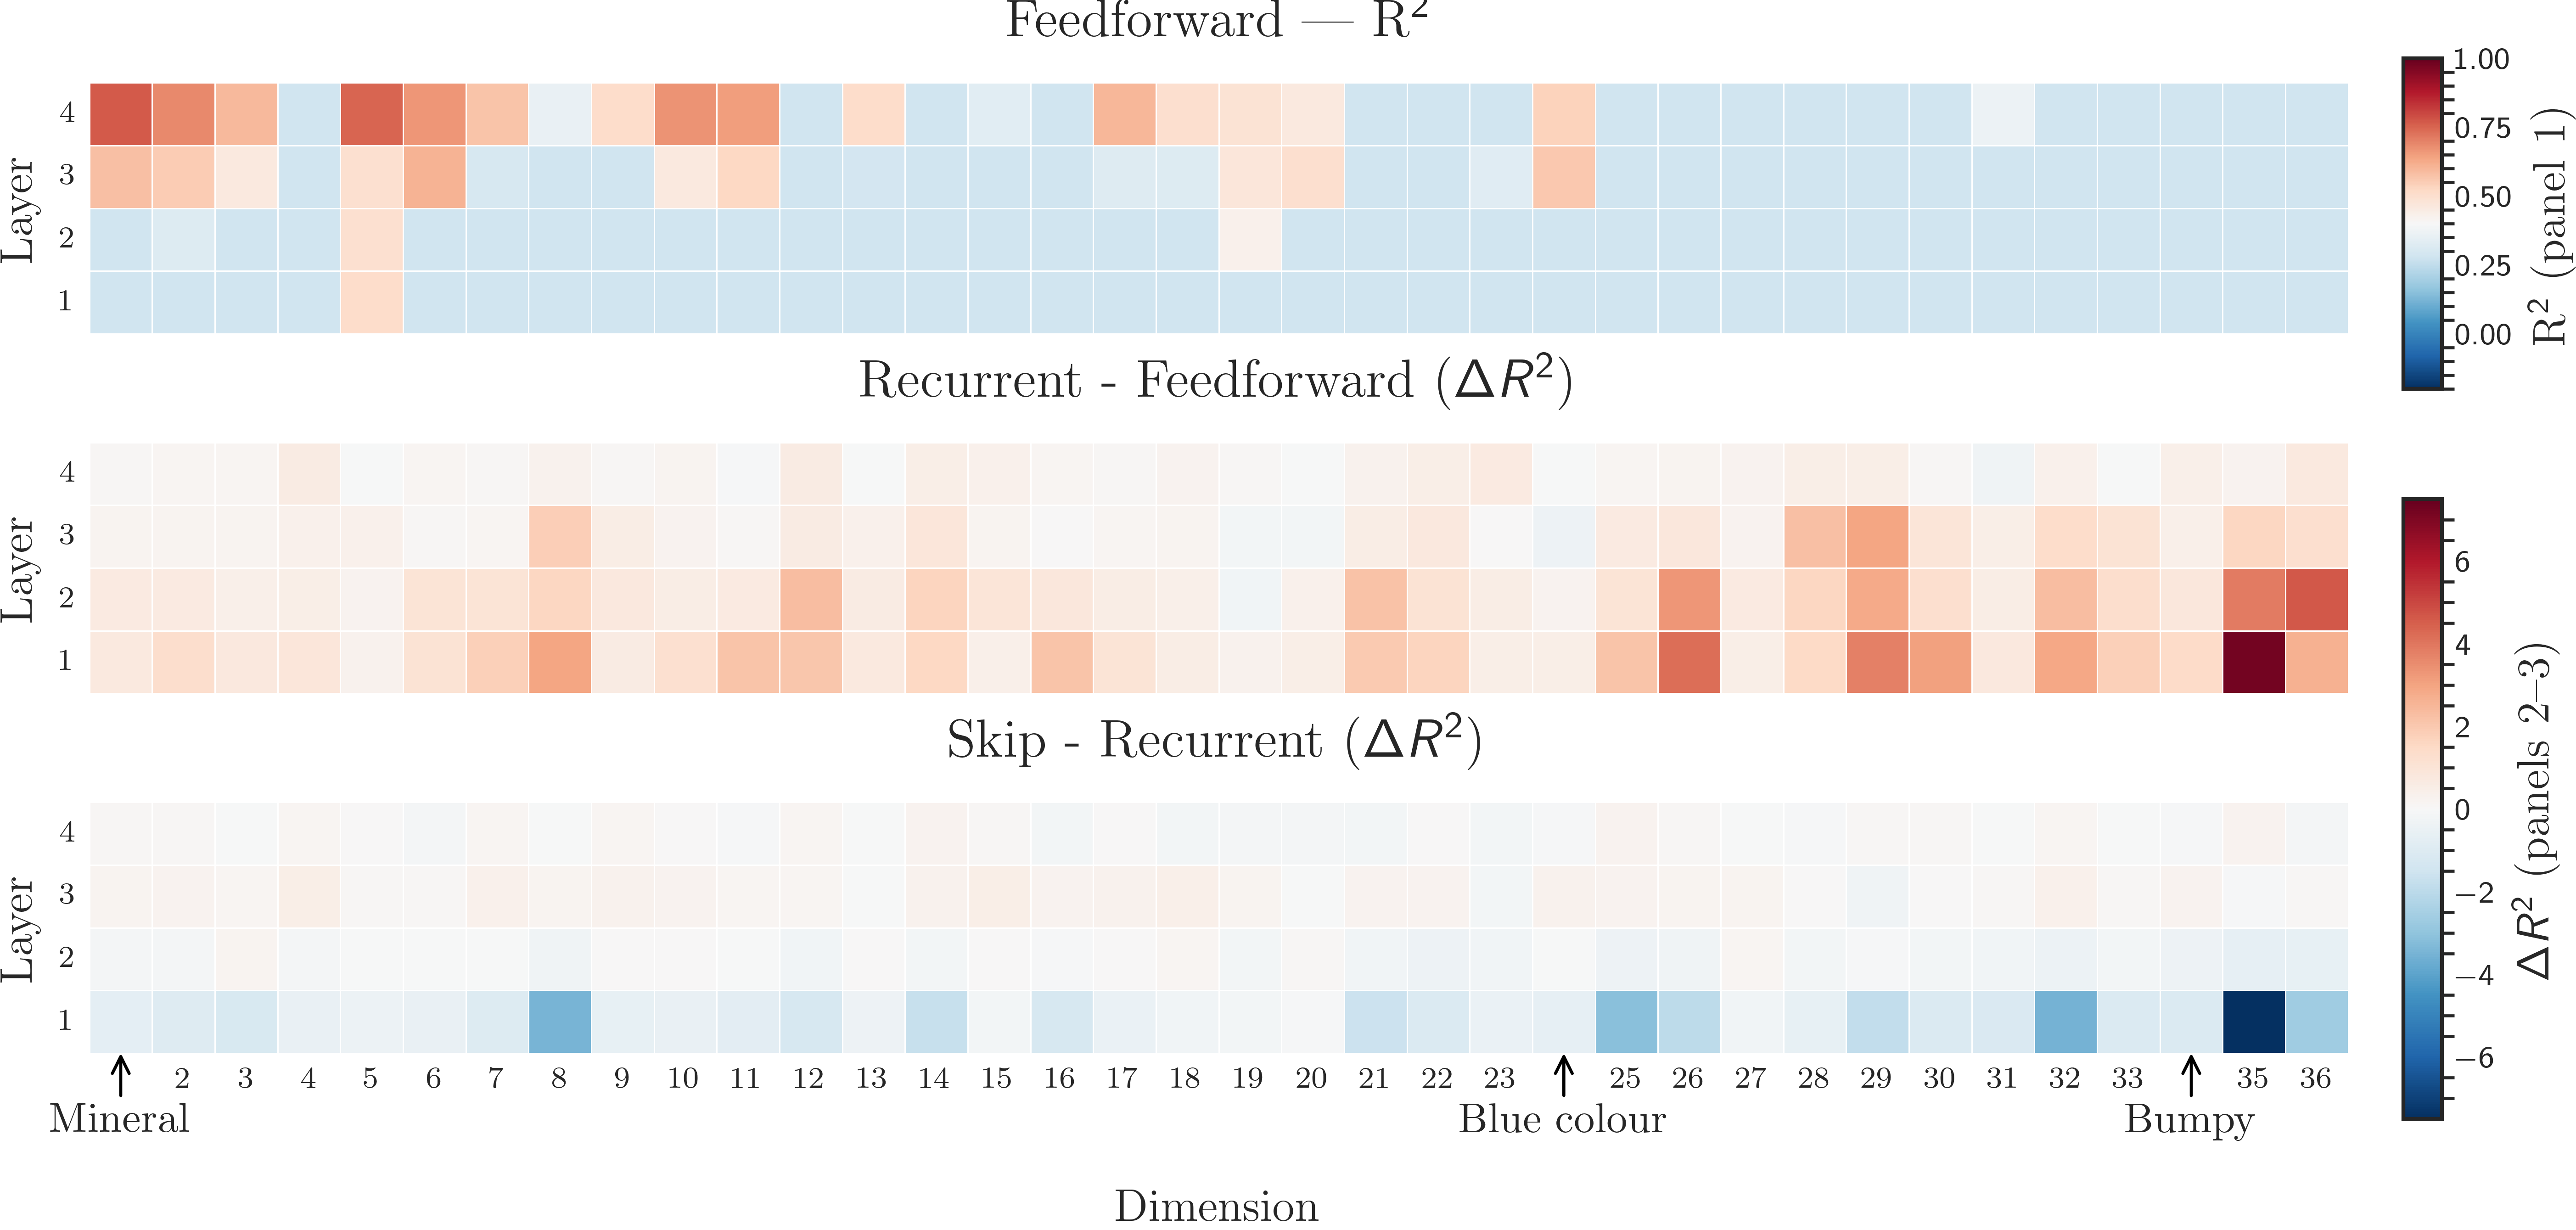 Feedforward — R²
Layer
4
3
2
1
1.00
0.75
0.50
0.25
0.00
R² (panel 1)
Recurrent - Feedforward (ΔR²)
Layer
4
3
2
1
Skip - Recurrent (ΔR²)
Layer
4
3
2
1
6
4
2
0
−2
−4
−6
ΔR² (panels 2–3)
2 3 4 5 6 7 8 9 10 11 12 13 14 15 16 17 18 19 20 21 22 23 25 26 27 28 29 30 31 32 33 35 36
Mineral Blue colour Bumpy
Dimension